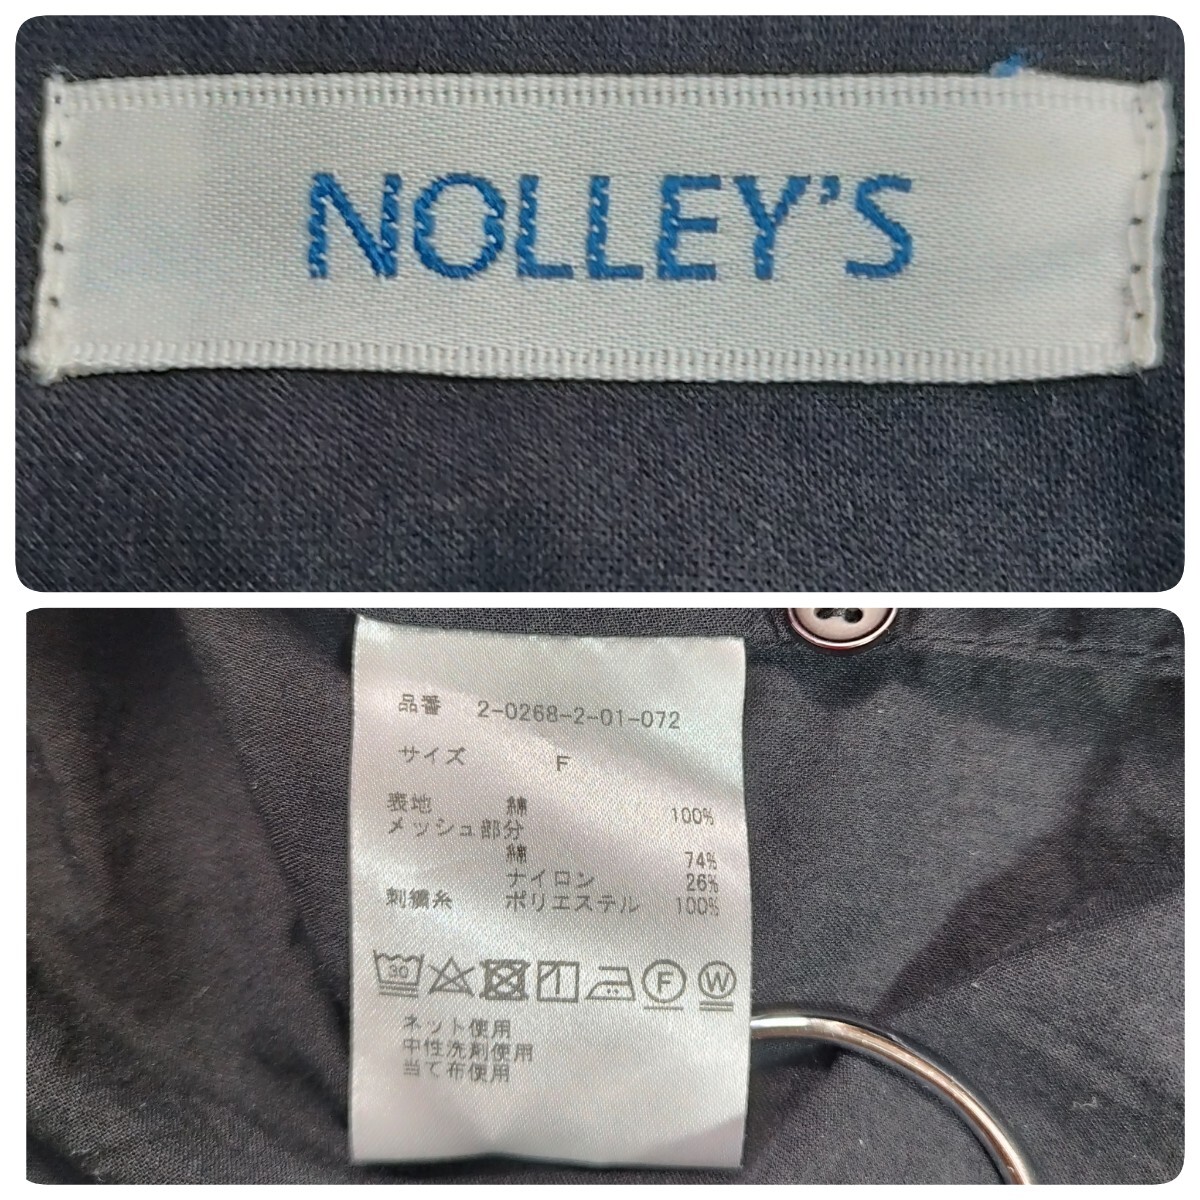 NOLLEY'S
品番 2-0268-2-01-072
サイズ F
表地 綿 100%
メッシュ部分
綿 74%
ナイロン 26%
刺繍糸 ポリエステル 100%
30 F W
ネット使用
中性洗剤使用
当て布使用